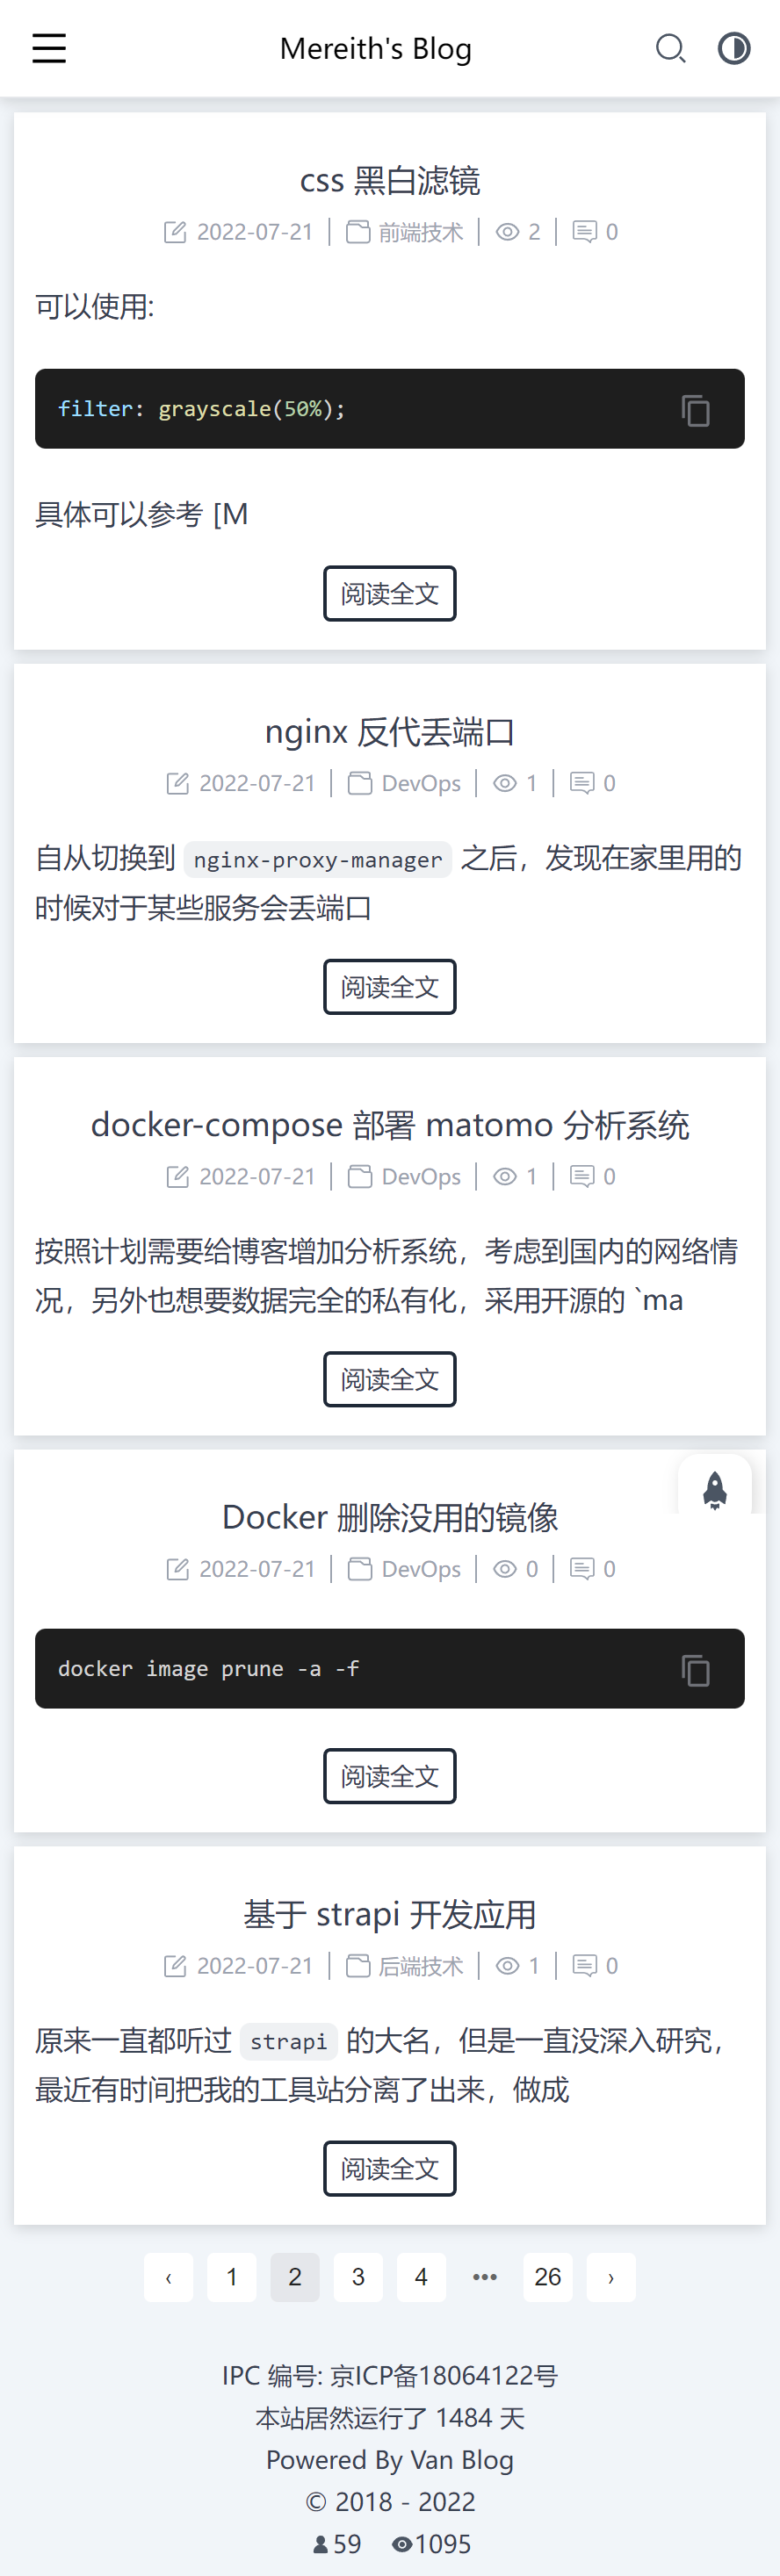 Mereith's Blog
css 黑白滤镜
2022-07-21 | 前端技术 | 2 | 0
可以使用:
filter: grayscale(50%);
具体可以参考 [M
阅读全文
nginx 反代丢端口
2022-07-21 | DevOps | 1 | 0
自从切换到 nginx-proxy-manager 之后，发现在家里用的
时候对于某些服务会丢端口
阅读全文
docker-compose 部署 matomo 分析系统
2022-07-21 | DevOps | 1 | 0
按照计划需要给博客增加分析系统，考虑到国内的网络情
况，另外也想要数据完全的私有化，采用开源的 `ma
阅读全文
Docker 删除没用的镜像
2022-07-21 | DevOps | 0 | 0
docker image prune -a -f
阅读全文
基于 strapi 开发应用
2022-07-21 | 后端技术 | 1 | 0
原来一直都听过 strapi 的大名，但是一直没深入研究，
最近有时间把我的工具站分离了出来，做成
阅读全文
‹ 1 2 3 4 ••• 26 ›
IPC 编号: 京ICP备18064122号
本站居然运行了 1484 天
Powered By Van Blog
© 2018 - 2022
59 1095